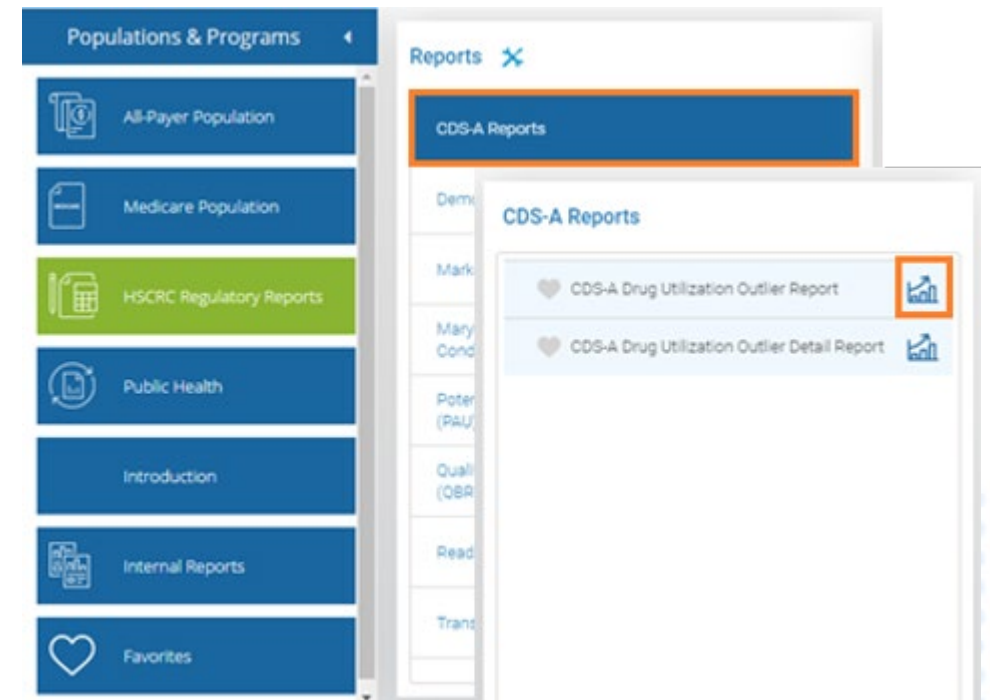 Populations & Programs
All-Payer Population
Medicare Population
HSCRC Regulatory Reports
Public Health
Introduction
Internal Reports
Favorites
Reports
CDS-A Reports
CDS-A Reports
CDS-A Drug Utilization Outlier Report
CDS-A Drug Utilization Outlier Detail Report
(PAU)